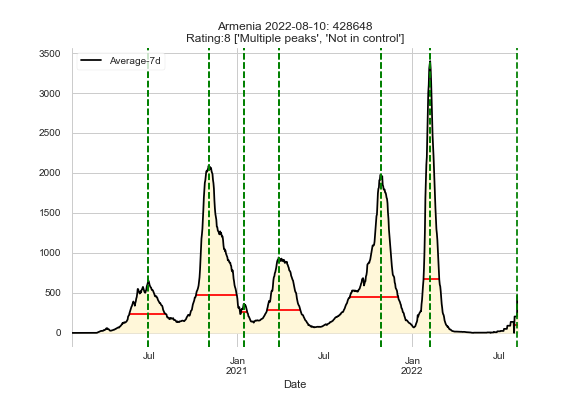 Armenia 2022-08-10: 428648
Rating:8 ['Multiple peaks', 'Not in control']
Average-7d
3500
3000
2500
2000
1500
1000
500
0
Jul
Jan
2021
Jul
Jan
2022
Jul
Date